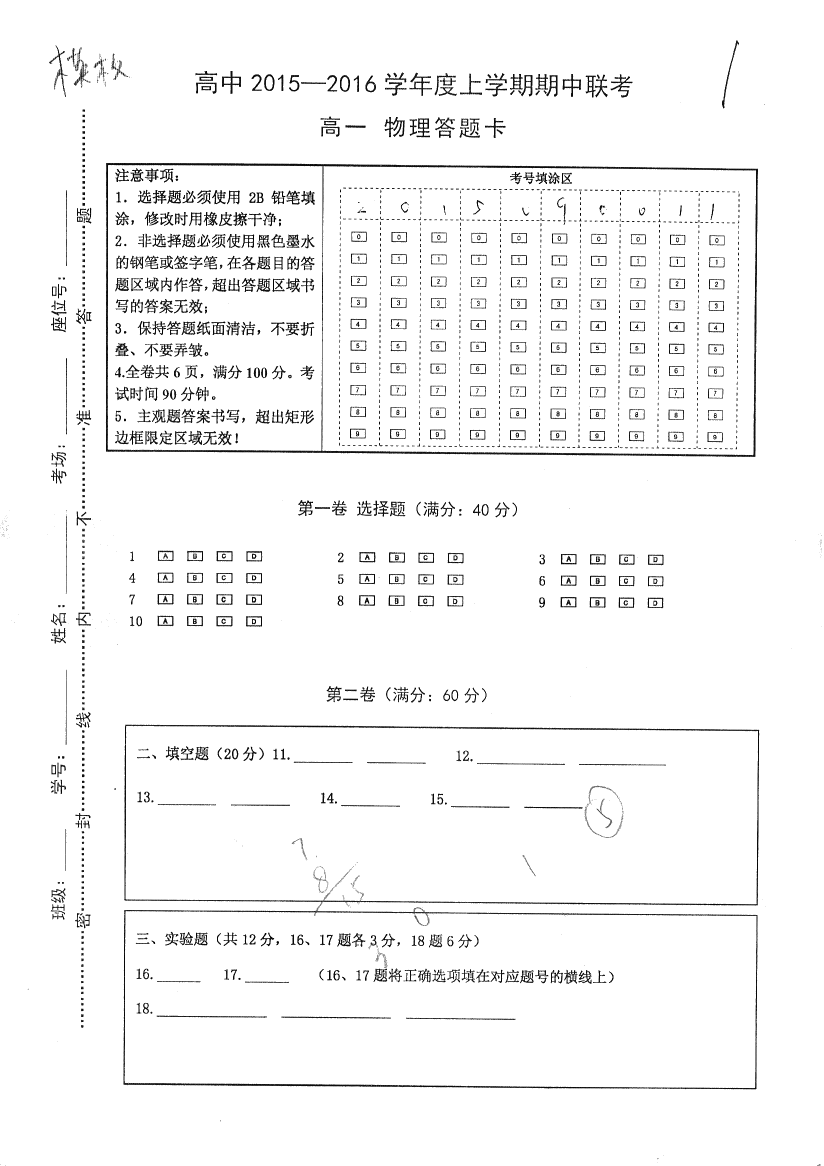 模板
1
高中 2015—2016 学年度上学期期中联考
高一 物理答题卡
注意事项：
1．选择题必须使用 2B 铅笔填
涂，修改时用橡皮擦干净；
2．非选择题必须使用黑色墨水
的钢笔或签字笔，在各题目的答
题区域内作答，超出答题区域书
写的答案无效；
3．保持答题纸面清洁，不要折
叠、不要弄皱。
4.全卷共 6 页，满分 100 分。考
试时间 90 分钟。
5．主观题答案书写，超出矩形
边框限定区域无效！
考号填涂区
2 0 1 5 0 9 0 0 1 1
0 0 0 0 0 0 0 0 0 0
1 1 1 1 1 1 1 1 1 1
2 2 2 2 2 2 2 2 2 2
3 3 3 3 3 3 3 3 3 3
4 4 4 4 4 4 4 4 4 4
5 5 5 5 5 5 5 5 5 5
6 6 6 6 6 6 6 6 6 6
7 7 7 7 7 7 7 7 7 7
8 8 8 8 8 8 8 8 8 8
9 9 9 9 9 9 9 9 9 9
班级：______ 学号：______ 姓名：______ 考场：______ 座位号：______
密 封 线 内 不 准 答 题
第一卷 选择题（满分：40 分）
1 A B C D 2 A B C D 3 A B C D
4 A B C D 5 A B C D 6 A B C D
7 A B C D 8 A B C D 9 A B C D
10 A B C D
第二卷（满分：60 分）
二、填空题（20 分）11.________ ________ 12.____________ ____________
13.________ ________ 14.________ 15.________ ________
5
7
1
8/15
0
三、实验题（共 12 分，16、17 题各 3 分，18 题 6 分）
3
16.______ 17.______ （16、17 题将正确选项填在对应题号的横线上）
18.______________ ______________ ______________